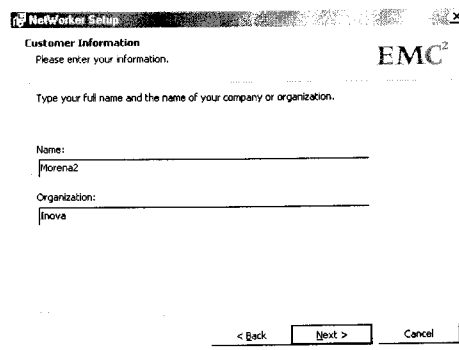 NetWorker Setup
Customer Information
Please enter your information.
EMC²
Type your full name and the name of your company or organization.
Name:
Morena2
Organization:
Inova
< Back
Next >
Cancel